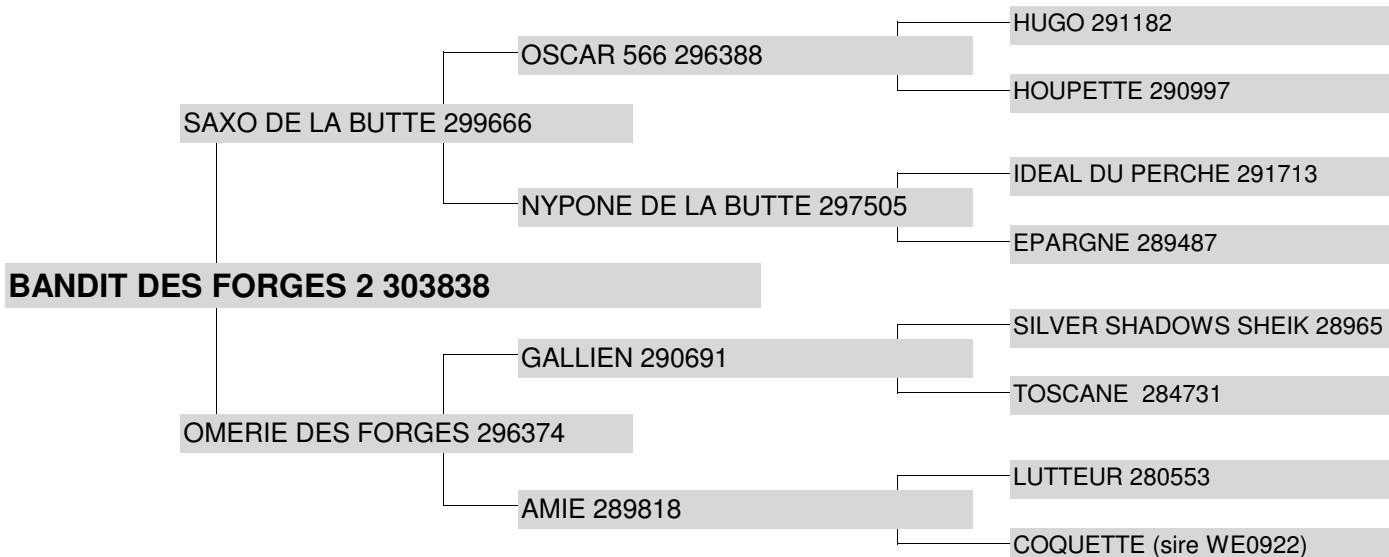 HUGO 291182
OSCAR 566 296388
HOUPETTE 290997
SAXO DE LA BUTTE 299666
IDEAL DU PERCHE 291713
NYPONE DE LA BUTTE 297505
EPARGNE 289487
BANDIT DES FORGES 2 303838
SILVER SHADOWS SHEIK 28965
GALLIEN 290691
TOSCANE 284731
OMERIE DES FORGES 296374
LUTTEUR 280553
AMIE 289818
COQUETTE (sire WE0922)